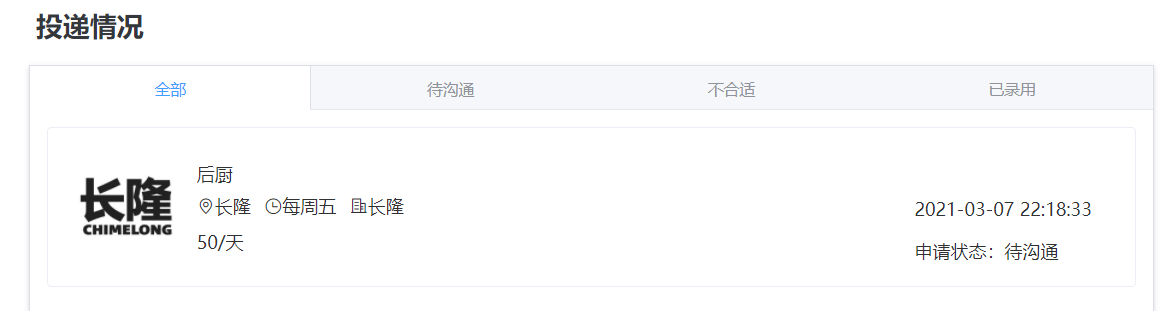 投递情况
全部 待沟通 不合适 已录用
长隆
CHIMELONG
后厨
长隆 每周五 长隆
50/天
2021-03-07 22:18:33
申请状态：待沟通